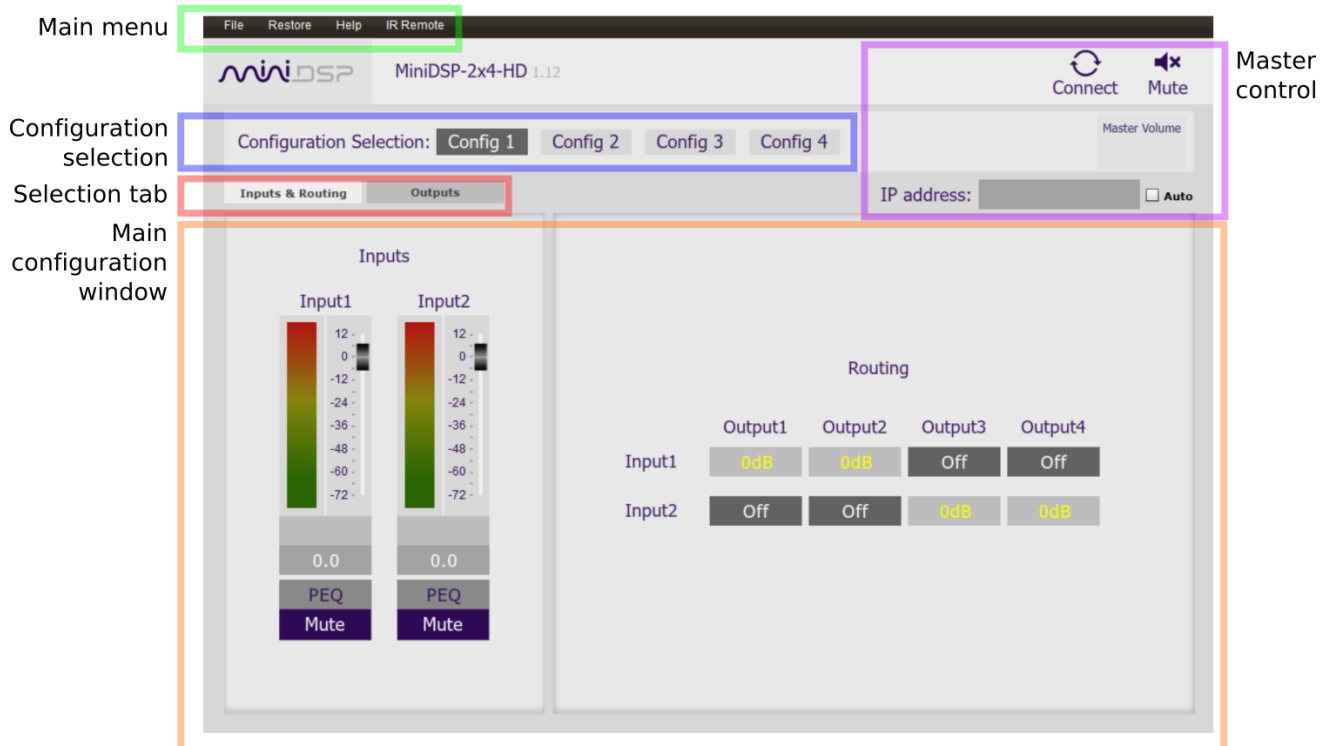 Main menu
File Restore Help IR Remote
miniDSP MiniDSP-2x4-HD 1.12
Connect Mute
Master
control
Configuration
selection
Configuration Selection: Config 1 Config 2 Config 3 Config 4
Master Volume
Selection tab
Inputs & Routing Outputs
IP address: Auto
Main
configuration
window
Inputs
Input1 Input2
12 12
0 0
-12 -12
-24 -24
-36 -36
-48 -48
-60 -60
-72 -72
0.0 0.0
PEQ PEQ
Mute Mute
Routing
Output1 Output2 Output3 Output4
Input1 0dB 0dB Off Off
Input2 Off Off 0dB 0dB